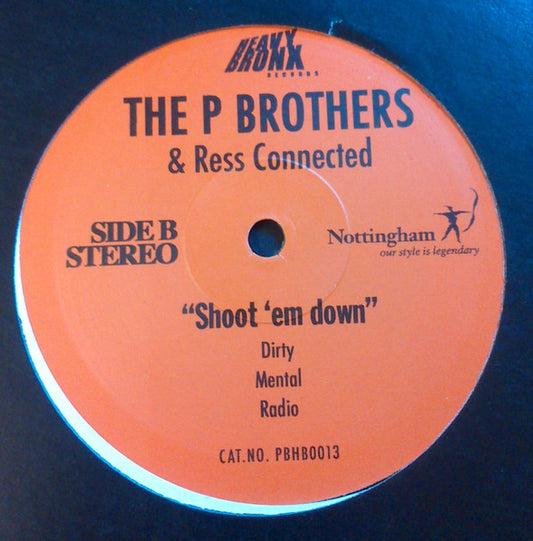 HEAVY
BRONX
RECORDS
THE P BROTHERS
& Ress Connected
SIDE B
STEREO
Nottingham
our style is legendary
“Shoot ‘em down”
Dirty
Mental
Radio
CAT.NO. PBHB0013